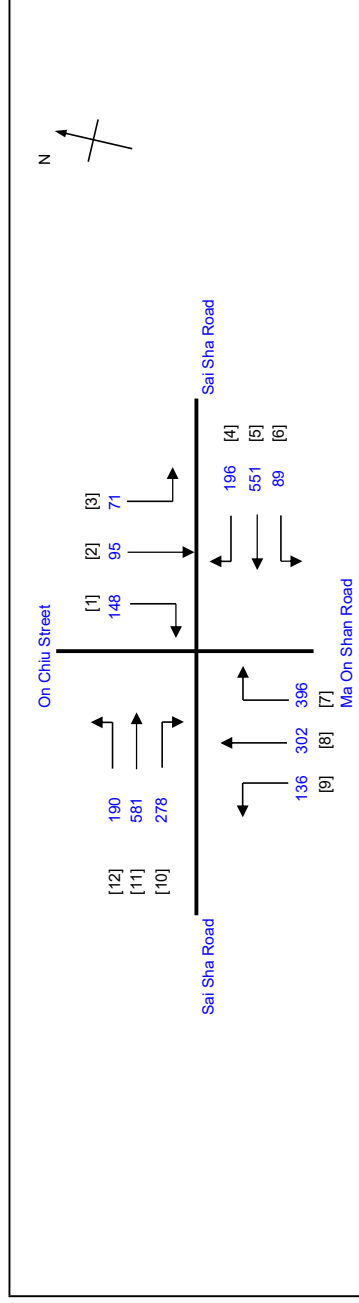 N
On Chiu Street
[1] [2] [3]
148 95 71
[12] 190
[11] 581
[10] 278
Sai Sha Road
Sai Sha Road
196 [4]
551 [5]
89 [6]
136 302 396
[9] [8] [7]
Ma On Shan Road